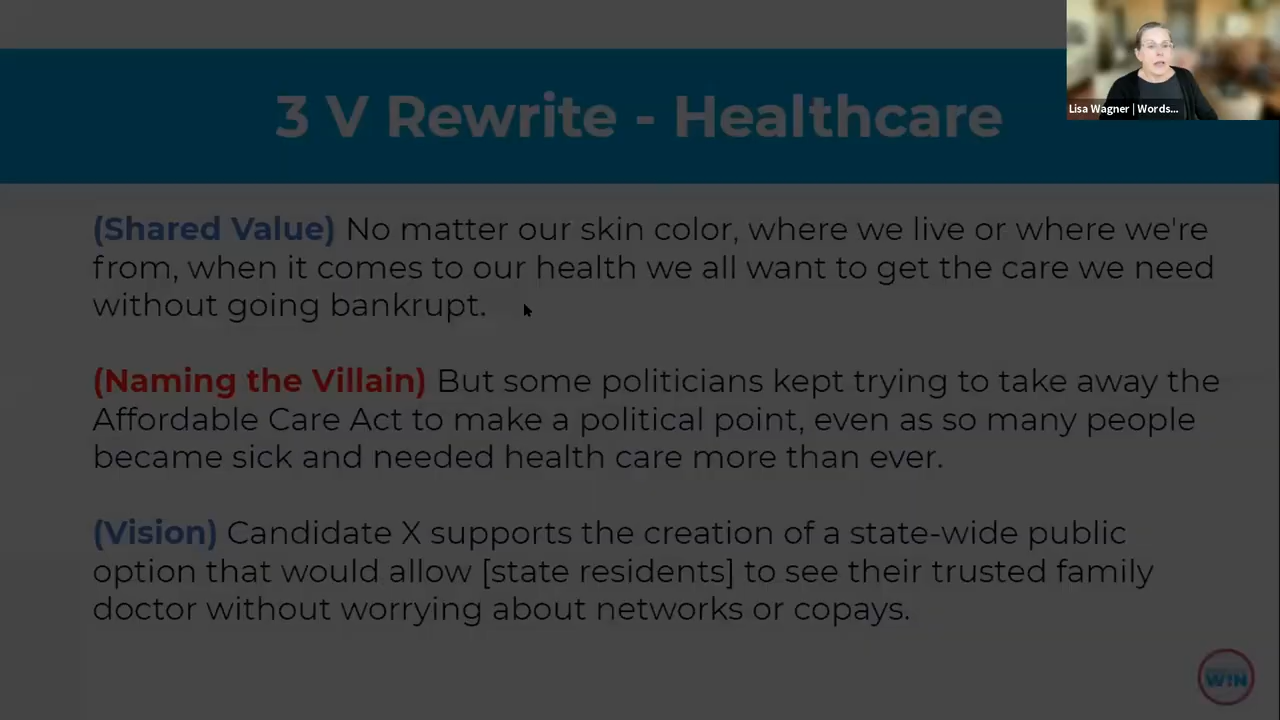 3 V Rewrite - Healthcare
Lisa Wagner | Words...
(Shared Value) No matter our skin color, where we live or where we're
from, when it comes to our health we all want to get the care we need
without going bankrupt.
(Naming the Villain) But some politicians kept trying to take away the
Affordable Care Act to make a political point, even as so many people
became sick and needed health care more than ever.
(Vision) Candidate X supports the creation of a state-wide public
option that would allow [state residents] to see their trusted family
doctor without worrying about networks or copays.
W!N